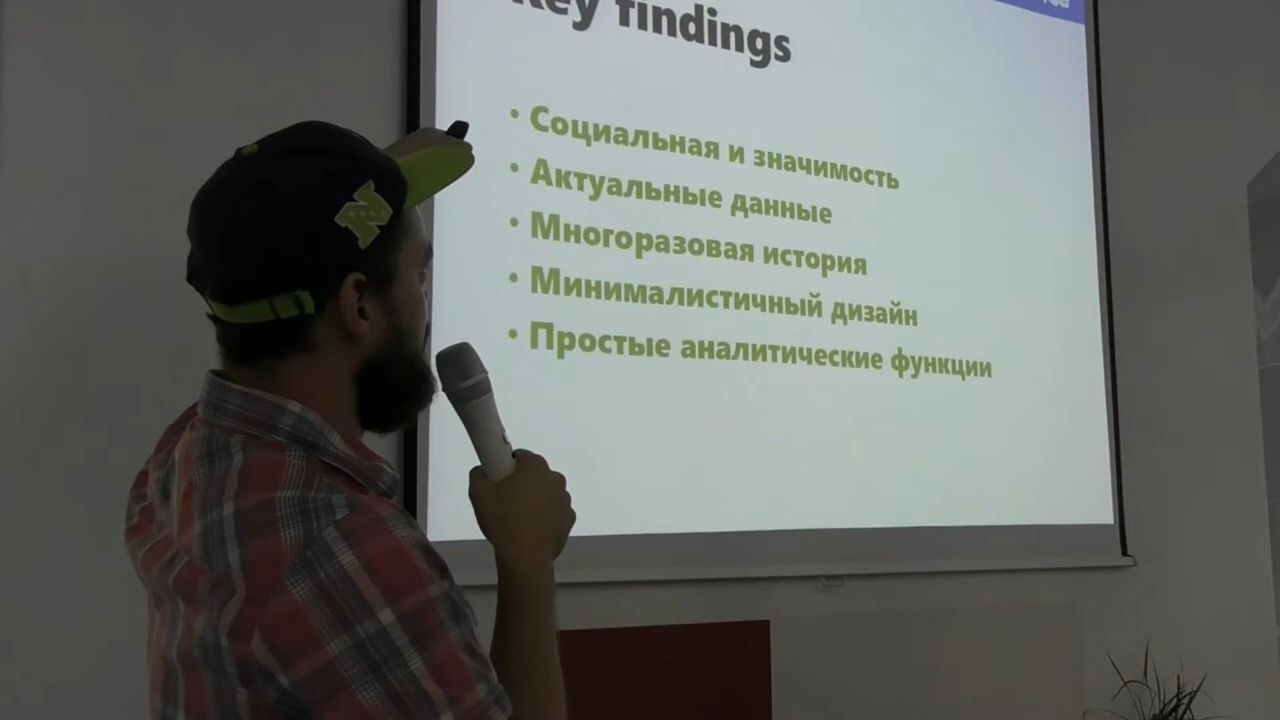 Key findings
• Социальная и значимость
• Актуальные данные
• Многоразовая история
• Минималистичный дизайн
• Простые аналитические функции
N